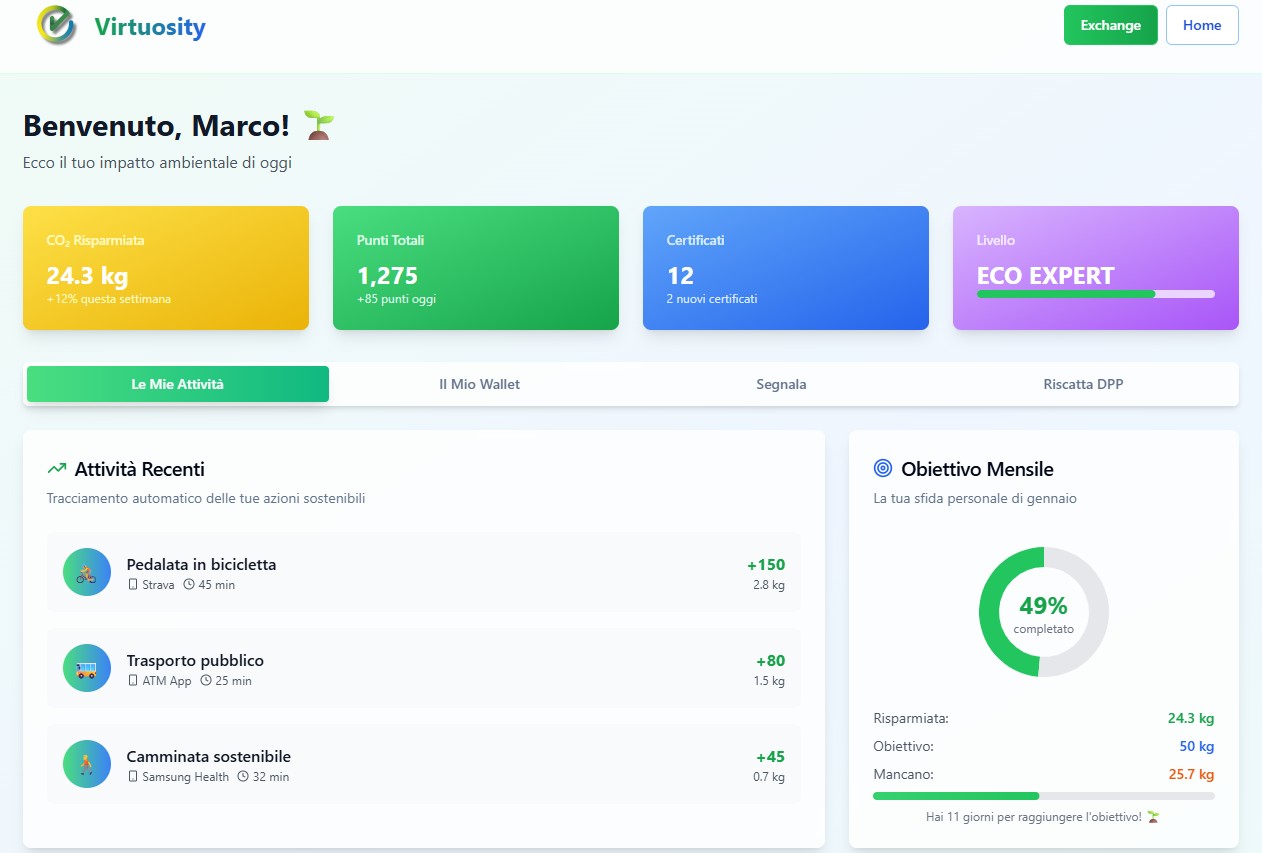 Virtuosity
Exchange
Home
Benvenuto, Marco!
Ecco il tuo impatto ambientale di oggi
CO₂ Risparmiata
24.3 kg
+12% questa settimana
Punti Totali
1,275
+85 punti oggi
Certificati
12
2 nuovi certificati
Livello
ECO EXPERT
Le Mie Attività
Il Mio Wallet
Segnala
Riscatta DPP
Attività Recenti
Tracciamento automatico delle tue azioni sostenibili
Pedalata in bicicletta
Strava 45 min
+150
2.8 kg
Trasporto pubblico
ATM App 25 min
+80
1.5 kg
Camminata sostenibile
Samsung Health 32 min
+45
0.7 kg
Obiettivo Mensile
La tua sfida personale di gennaio
49%
completato
Risparmiata: 24.3 kg
Obiettivo: 50 kg
Mancano: 25.7 kg
Hai 11 giorni per raggiungere l'obiettivo!